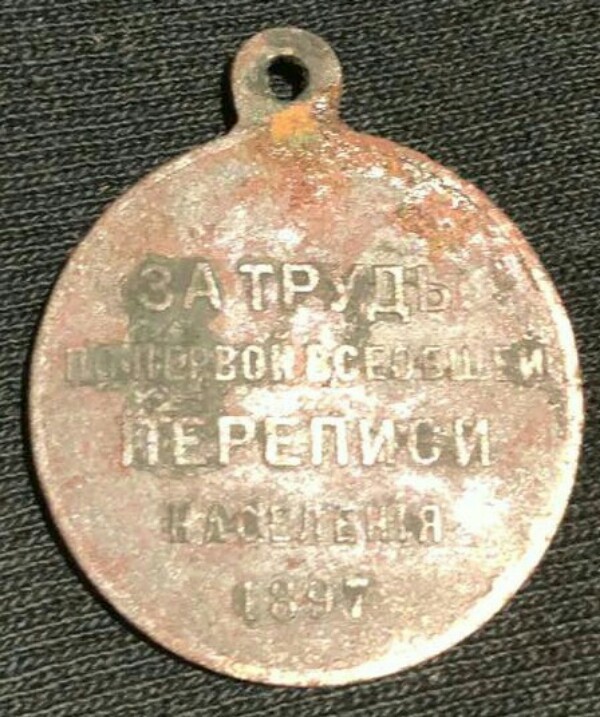 ЗА ТРУДЫ
ПО ПЕРВОЙ ВСЕОБЩЕЙ
ПЕРЕПИСИ
НАСЕЛЕНІЯ
1897